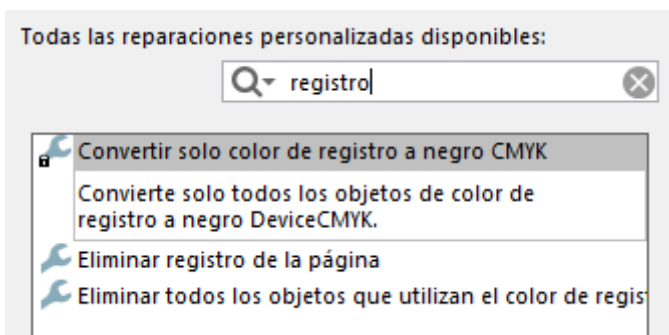 Todas las reparaciones personalizadas disponibles:
registro
Convertir solo color de registro a negro CMYK
Convierte solo todos los objetos de color de
registro a negro DeviceCMYK.
Eliminar registro de la página
Eliminar todos los objetos que utilizan el color de regis